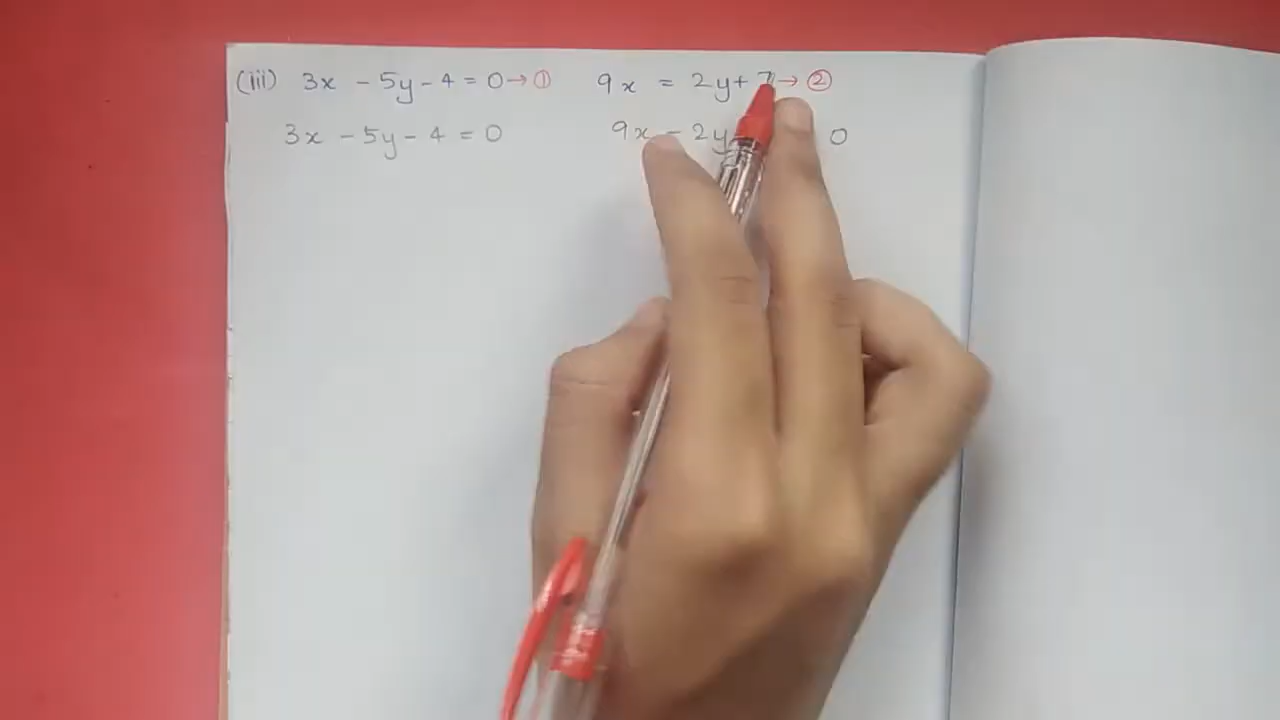 (iii) 3x - 5y - 4 = 0 → ① 9x = 2y + 7 → ②
3x - 5y - 4 = 0 9x - 2y - 0